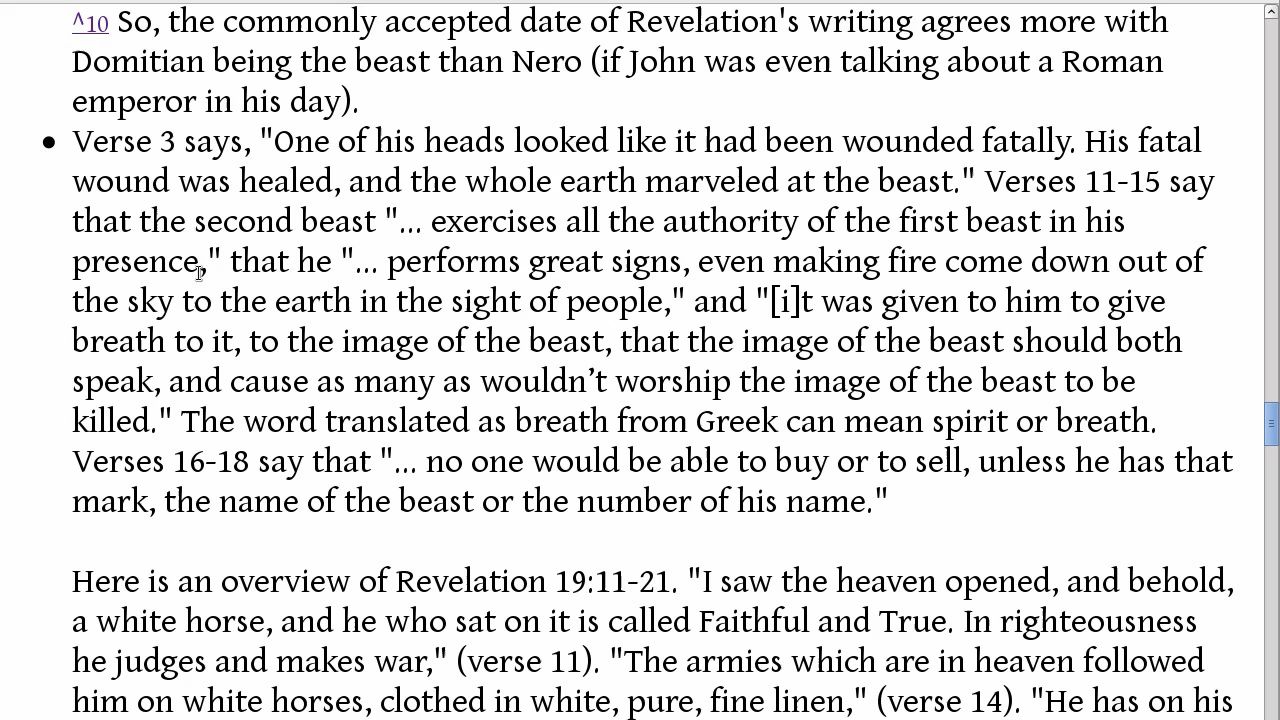 ^10 So, the commonly accepted date of Revelation's writing agrees more with
Domitian being the beast than Nero (if John was even talking about a Roman
emperor in his day).
• Verse 3 says, "One of his heads looked like it had been wounded fatally. His fatal
wound was healed, and the whole earth marveled at the beast." Verses 11-15 say
that the second beast "... exercises all the authority of the first beast in his
presence," that he "... performs great signs, even making fire come down out of
the sky to the earth in the sight of people," and "[i]t was given to him to give
breath to it, to the image of the beast, that the image of the beast should both
speak, and cause as many as wouldn’t worship the image of the beast to be
killed." The word translated as breath from Greek can mean spirit or breath.
Verses 16-18 say that "... no one would be able to buy or to sell, unless he has that
mark, the name of the beast or the number of his name."
Here is an overview of Revelation 19:11-21. "I saw the heaven opened, and behold,
a white horse, and he who sat on it is called Faithful and True. In righteousness
he judges and makes war," (verse 11). "The armies which are in heaven followed
him on white horses, clothed in white, pure, fine linen," (verse 14). "He has on his